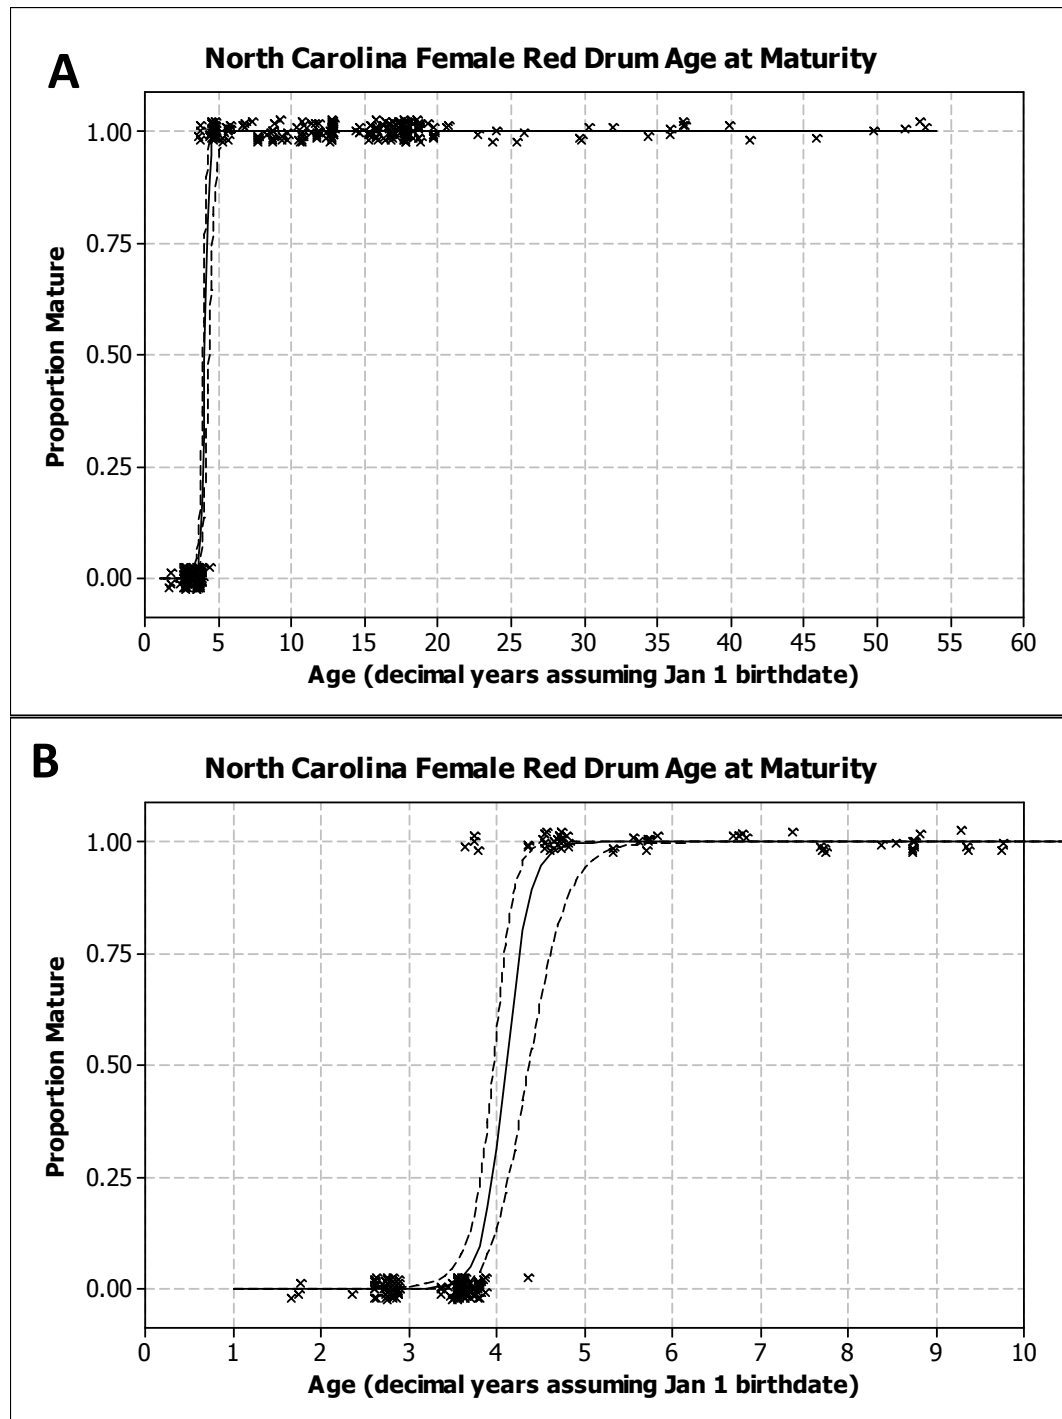 A
North Carolina Female Red Drum Age at Maturity
Proportion Mature
1.00
0.75
0.50
0.25
0.00
0 5 10 15 20 25 30 35 40 45 50 55 60
Age (decimal years assuming Jan 1 birthdate)
B
North Carolina Female Red Drum Age at Maturity
Proportion Mature
1.00
0.75
0.50
0.25
0.00
0 1 2 3 4 5 6 7 8 9 10
Age (decimal years assuming Jan 1 birthdate)